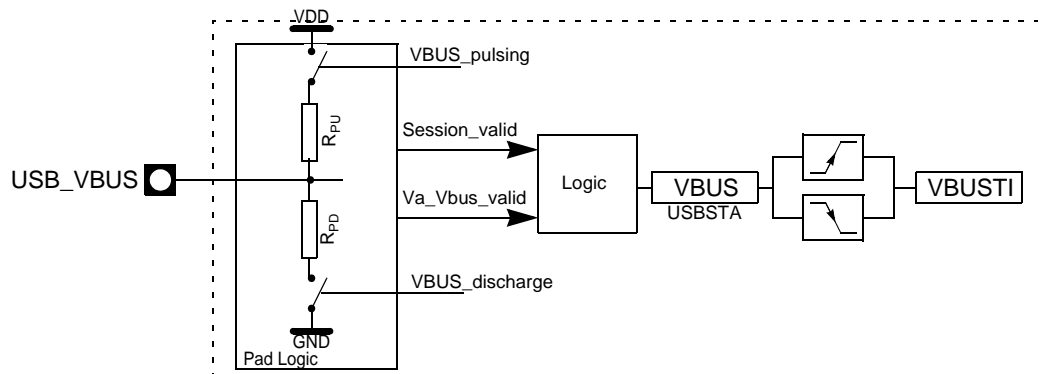 VDD
VBUS_pulsing
R_PU
Session_valid
USB_VBUS
Logic
VBUS
VBUSTI
Va_Vbus_valid
USBSTA
R_PD
VBUS_discharge
GND
Pad Logic